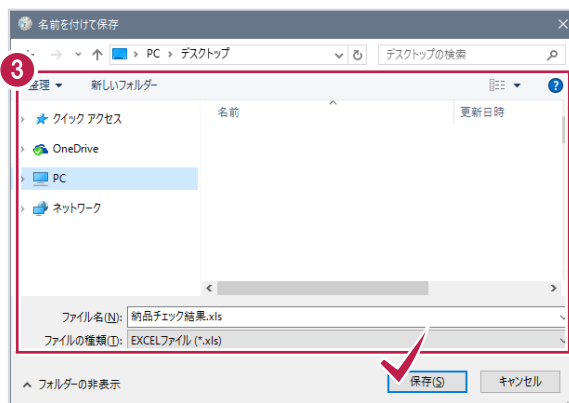 名前を付けて保存
PC > デスクトップ
デスクトップの検索
3
整理 新しいフォルダー
名前 更新日時
クイック アクセス
OneDrive
PC
ネットワーク
ファイル名(N): 納品チェック結果.xls
ファイルの種類(T): EXCELファイル (*.xls)
フォルダーの非表示 保存(S) キャンセル